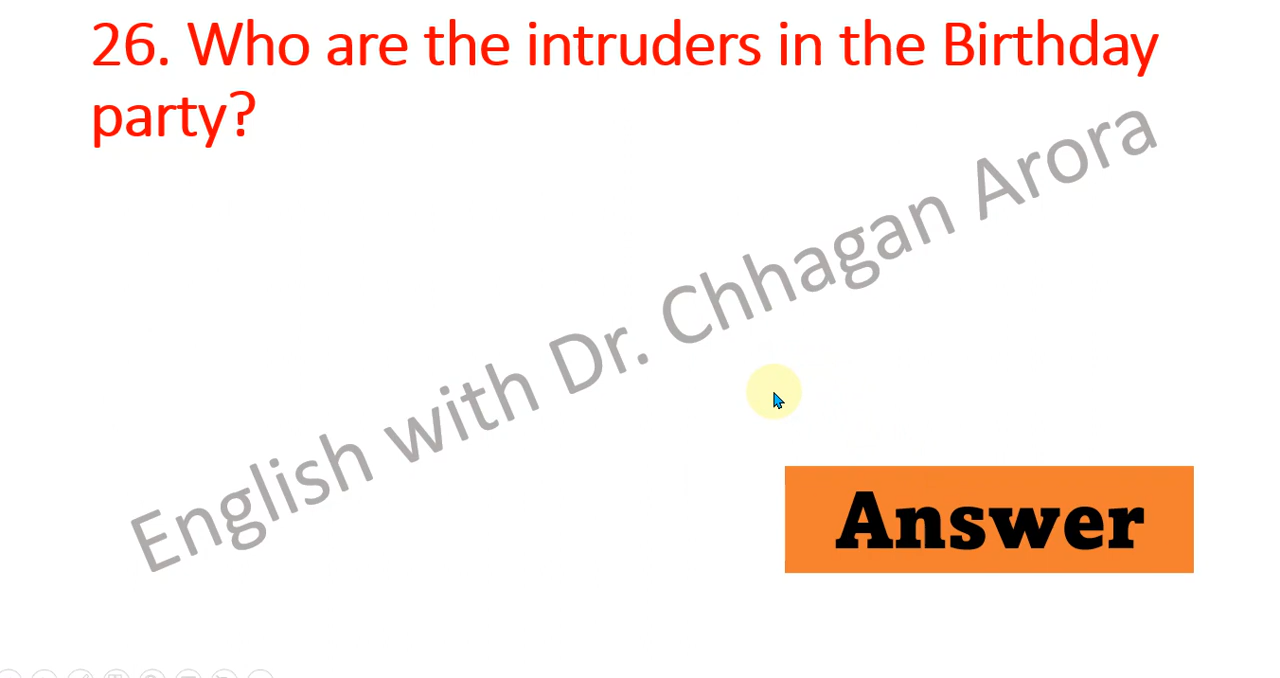 26. Who are the intruders in the Birthday
party?
English with Dr. Chhagan Arora
Answer